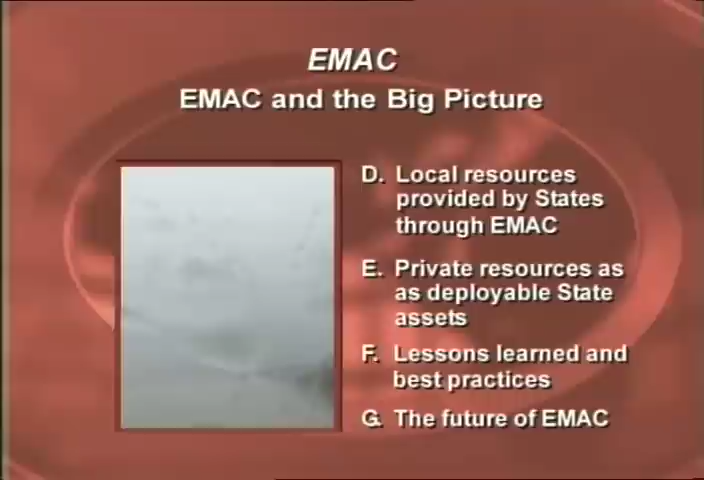 EMAC
EMAC and the Big Picture
D. Local resources
provided by States
through EMAC
E. Private resources as
as deployable State
assets
F. Lessons learned and
best practices
G. The future of EMAC